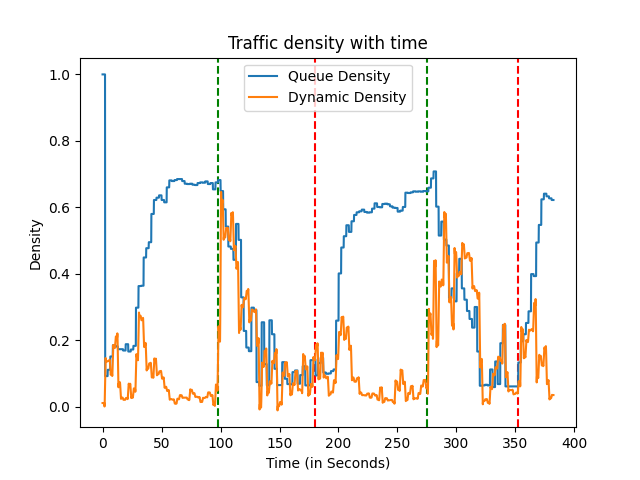 Traffic density with time
Queue Density
Dynamic Density
1.0
0.8
0.6
0.4
0.2
0.0
Density
0 50 100 150 200 250 300 350 400
Time (in Seconds)